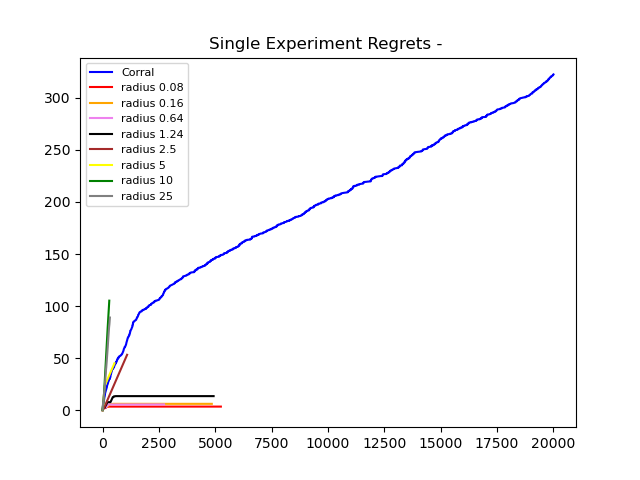 Single Experiment Regrets -
Corral
radius 0.08
radius 0.16
radius 0.64
radius 1.24
radius 2.5
radius 5
radius 10
radius 25
300
250
200
150
100
50
0
0 2500 5000 7500 10000 12500 15000 17500 20000